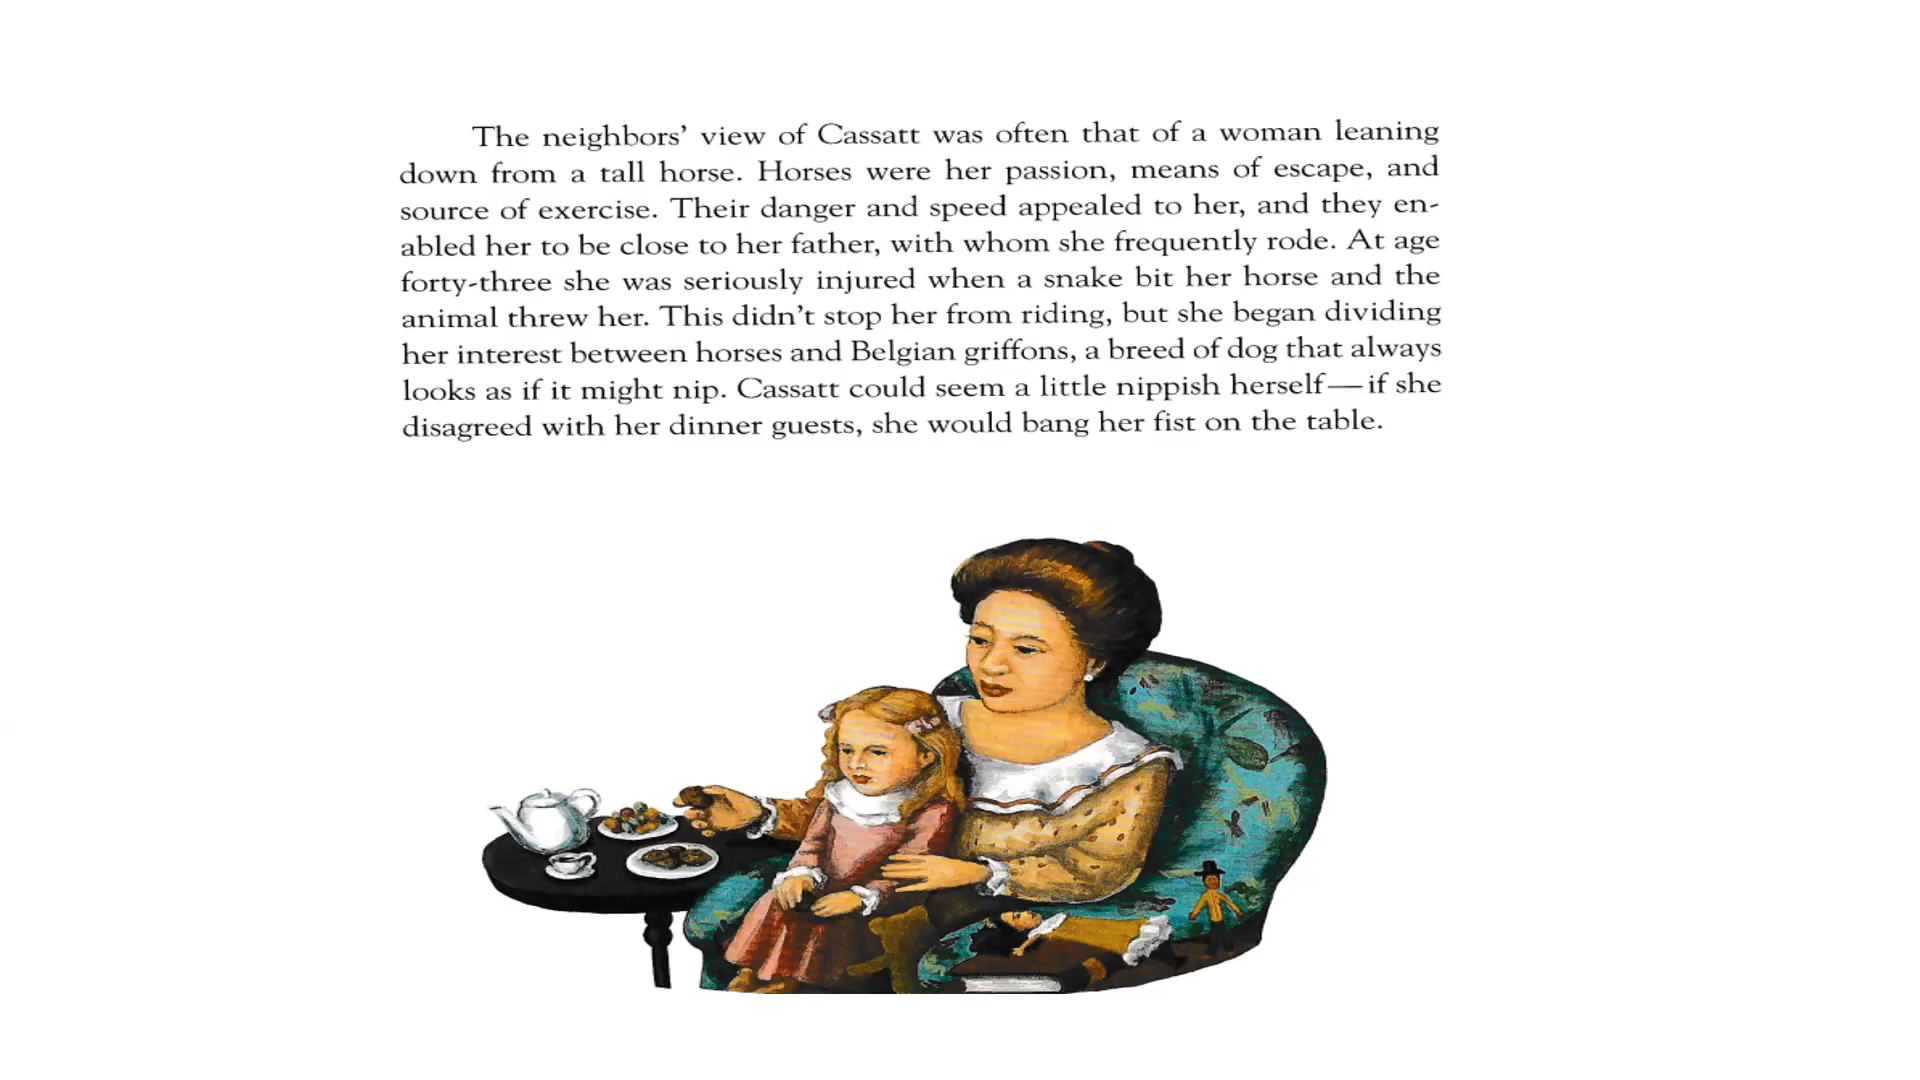 The neighbors’ view of Cassatt was often that of a woman leaning
down from a tall horse. Horses were her passion, means of escape, and
source of exercise. Their danger and speed appealed to her, and they en-
abled her to be close to her father, with whom she frequently rode. At age
forty-three she was seriously injured when a snake bit her horse and the
animal threw her. This didn’t stop her from riding, but she began dividing
her interest between horses and Belgian griffons, a breed of dog that always
looks as if it might nip. Cassatt could seem a little nippish herself—if she
disagreed with her dinner guests, she would bang her fist on the table.